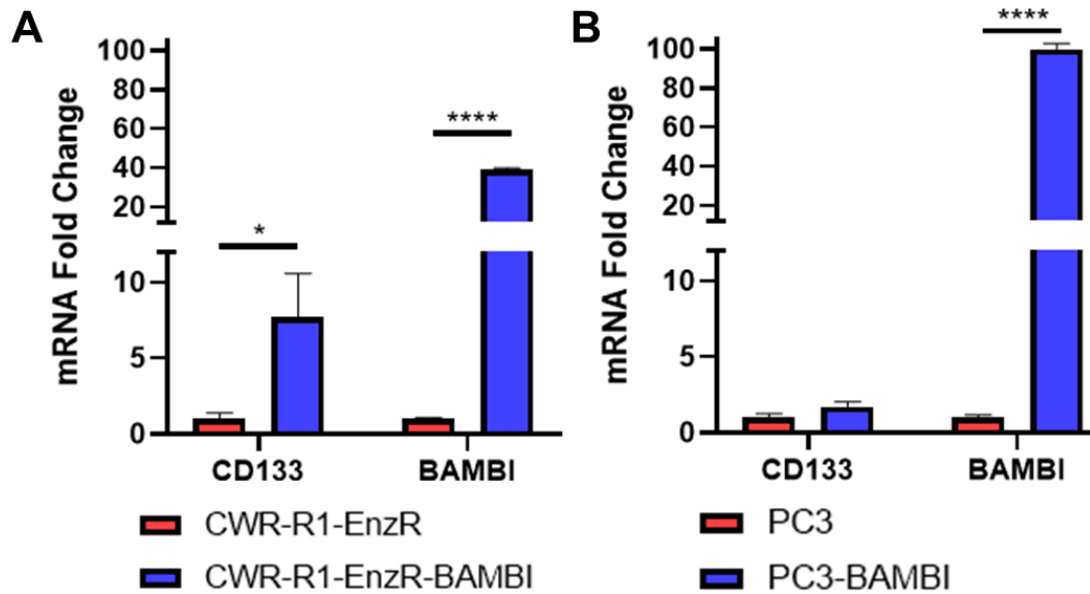 A
mRNA Fold Change
100
80
60
40
20
10
5
0
*
****
CD133
BAMBI
CWR-R1-EnzR
CWR-R1-EnzR-BAMBI
B
mRNA Fold Change
100
80
60
40
20
10
5
0
****
CD133
BAMBI
PC3
PC3-BAMBI